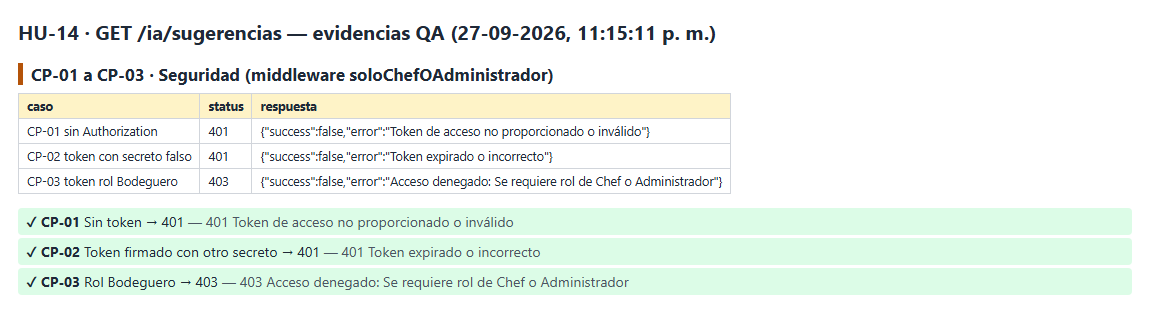 HU-14 · GET /ia/sugerencias — evidencias QA (27-09-2026, 11:15:11 p. m.)
CP-01 a CP-03 · Seguridad (middleware soloChefOAdministrador)
caso status respuesta
CP-01 sin Authorization 401 {"success":false,"error":"Token de acceso no proporcionado o inválido"}
CP-02 token con secreto falso 401 {"success":false,"error":"Token expirado o incorrecto"}
CP-03 token rol Bodeguero 403 {"success":false,"error":"Acceso denegado: Se requiere rol de Chef o Administrador"}
✓ CP-01 Sin token → 401 — 401 Token de acceso no proporcionado o inválido
✓ CP-02 Token firmado con otro secreto → 401 — 401 Token expirado o incorrecto
✓ CP-03 Rol Bodeguero → 403 — 403 Acceso denegado: Se requiere rol de Chef o Administrador